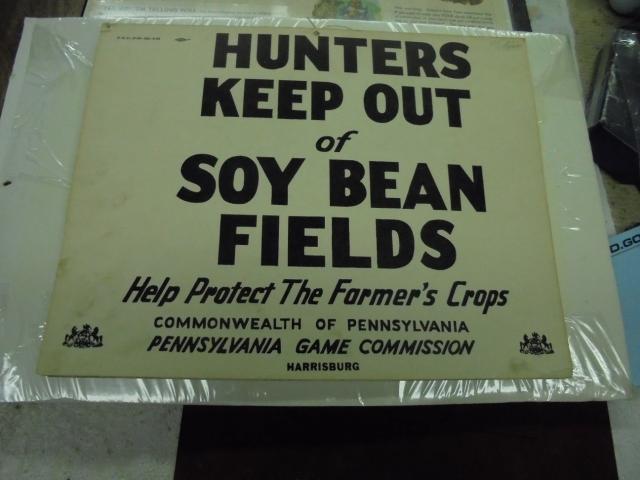 HUNTERS
KEEP OUT
of
SOY BEAN
FIELDS
Help Protect The Farmer's Crops
COMMONWEALTH OF PENNSYLVANIA
PENNSYLVANIA GAME COMMISSION
HARRISBURG
D.GO